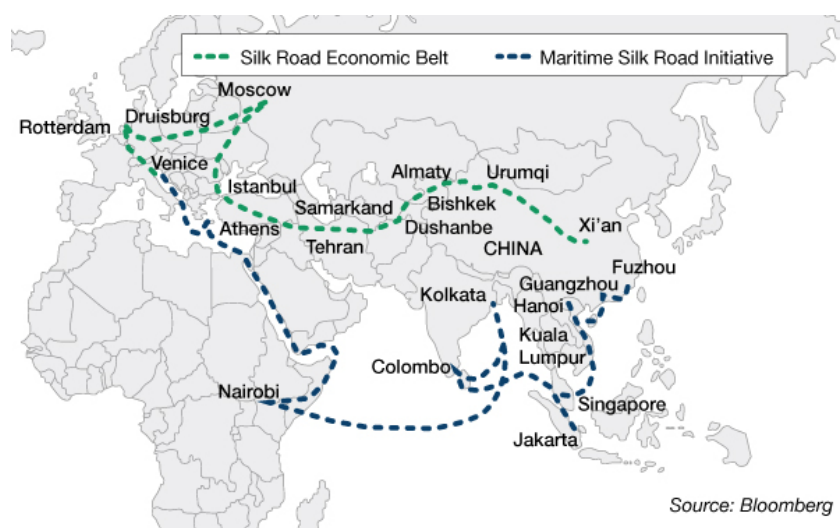 Silk Road Economic Belt
Maritime Silk Road Initiative
Moscow
Druisburg
Rotterdam
Venice
Almaty
Urumqi
Istanbul
Samarkand
Bishkek
Athens
Dushanbe
Xi'an
Tehran
CHINA
Fuzhou
Guangzhou
Kolkata
Hanoi
Kuala
Lumpur
Colombo
Nairobi
Singapore
Jakarta
Source: Bloomberg